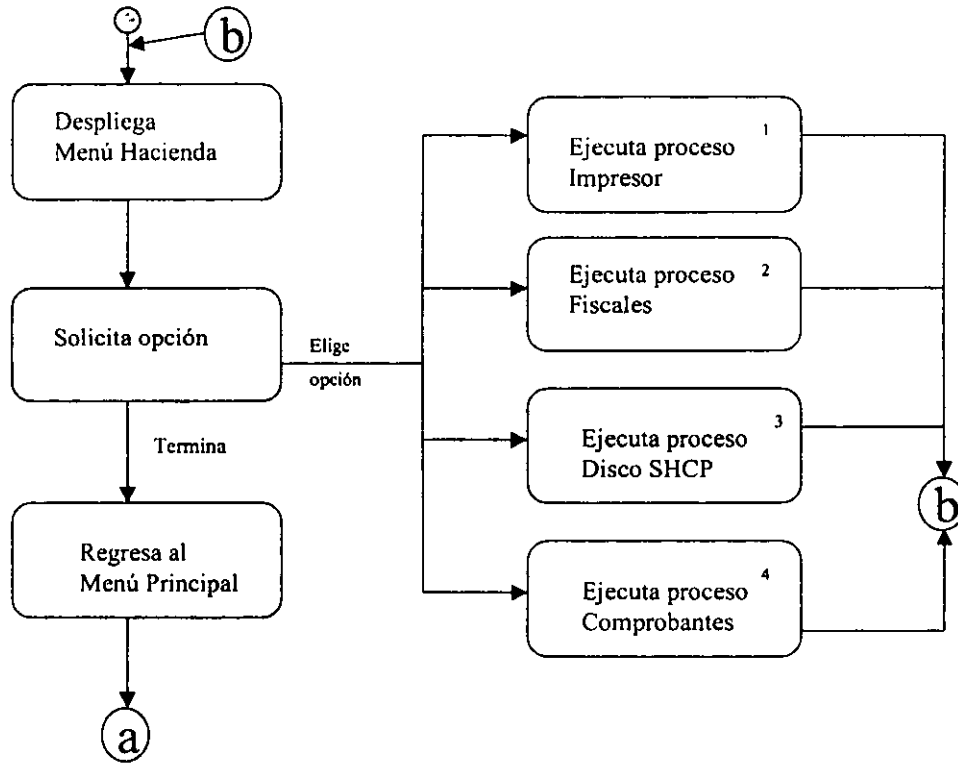 b
Despliega
Menú Hacienda
Solicita opción
Elige
opción
Termina
Regresa al
Menú Principal
a
1
Ejecuta proceso
Impresor
2
Ejecuta proceso
Fiscales
3
Ejecuta proceso
Disco SHCP
4
Ejecuta proceso
Comprobantes
b